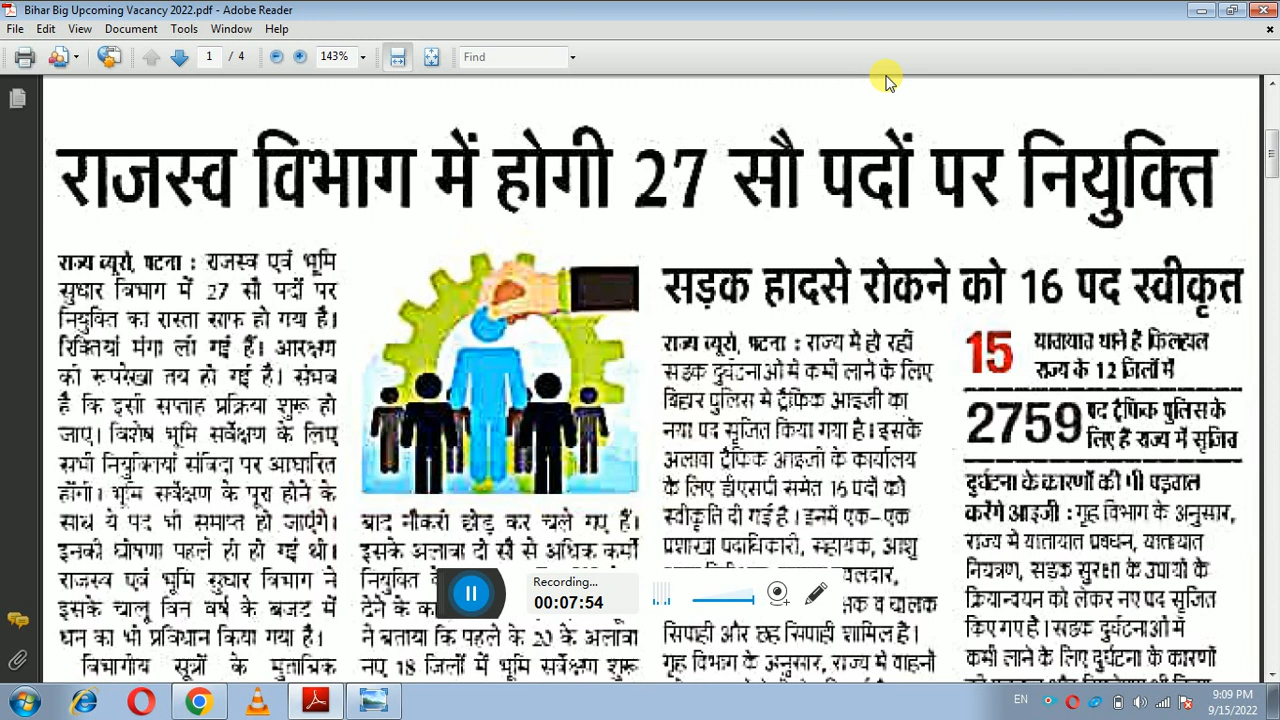 Bihar Big Upcoming Vacancy 2022.pdf - Adobe Reader
File Edit View Document Tools Window Help
1 / 4 143% Find
राजस्व विभाग में होगी 27 सौ पदों पर नियुक्ति
राज्य ब्यूरो, पटना : राजस्व एवं भूमि
सुधार विभाग में 27 सौ पदों पर
नियुक्ति का रास्ता साफ हो गया है।
रिक्तियां मंगा ली गई हैं। आरक्षण
की रूपरेखा तय हो गई है। संभव
है कि इसी सप्ताह प्रक्रिया शुरू हो
जाए। विशेष भूमि सर्वेक्षण के लिए
सभी नियुक्तियां संविदा पर आधारित
होंगी। भूमि सर्वेक्षण के पूरा होने के
साथ ये पद भी समाप्त हो जाएंगे।
इनकी घोषणा पहले ही हो गई थी।
राजस्व एवं भूमि सुधार विभाग ने
इसके चालू वित्त वर्ष के बजट में
धन का भी प्रविधान किया गया है।
विभागीय सूत्रों के मुताबिक
बाद नौकरी छोड़ कर चले गए हैं।
इसके अलावा दो सौ से अधिक कर्मी
नियुक्ति
देने के
ने बताया कि पहले के 20 के अलावा
नए 18 जिलों में भूमि सर्वेक्षण शुरू
सड़क हादसे रोकने को 16 पद स्वीकृत
राज्य ब्यूरो, पटना : राज्य में हो रहीं
सड़क दुर्घटनाओं में कमी लाने के लिए
बिहार पुलिस में ट्रैफिक आइजी का
नया पद सृजित किया गया है। इसके
अलावा ट्रैफिक आइजी के कार्यालय
के लिए डीएसपी समेत 16 पदों को
स्वीकृति दी गई है। इनमें एक-एक
प्रशाखा पदाधिकारी, सहायक, आशु
व चालक
सिपाही और छह सिपाही शामिल है।
गृह विभाग के अनुसार, राज्य में वाहनों
15 यातायात थाने हैं फिलहाल
राज्य के 12 जिलों में
2759 पद ट्रैफिक पुलिस के
लिए हैं राज्य में सृजित
दुर्घटना के कारणों की भी पड़ताल
करेंगे आइजी : गृह विभाग के अनुसार,
राज्य में यातायात प्रबंधन, यातायात
नियंत्रण, सड़क सुरक्षा के उपायों के
क्रियान्वयन को लेकर नए पद सृजित
किए गए हैं। सड़क दुर्घटनाओं में
कमी लाने के लिए दुर्घटना के कारणों
Recording...
00:07:54
EN
9:09 PM
9/15/2022